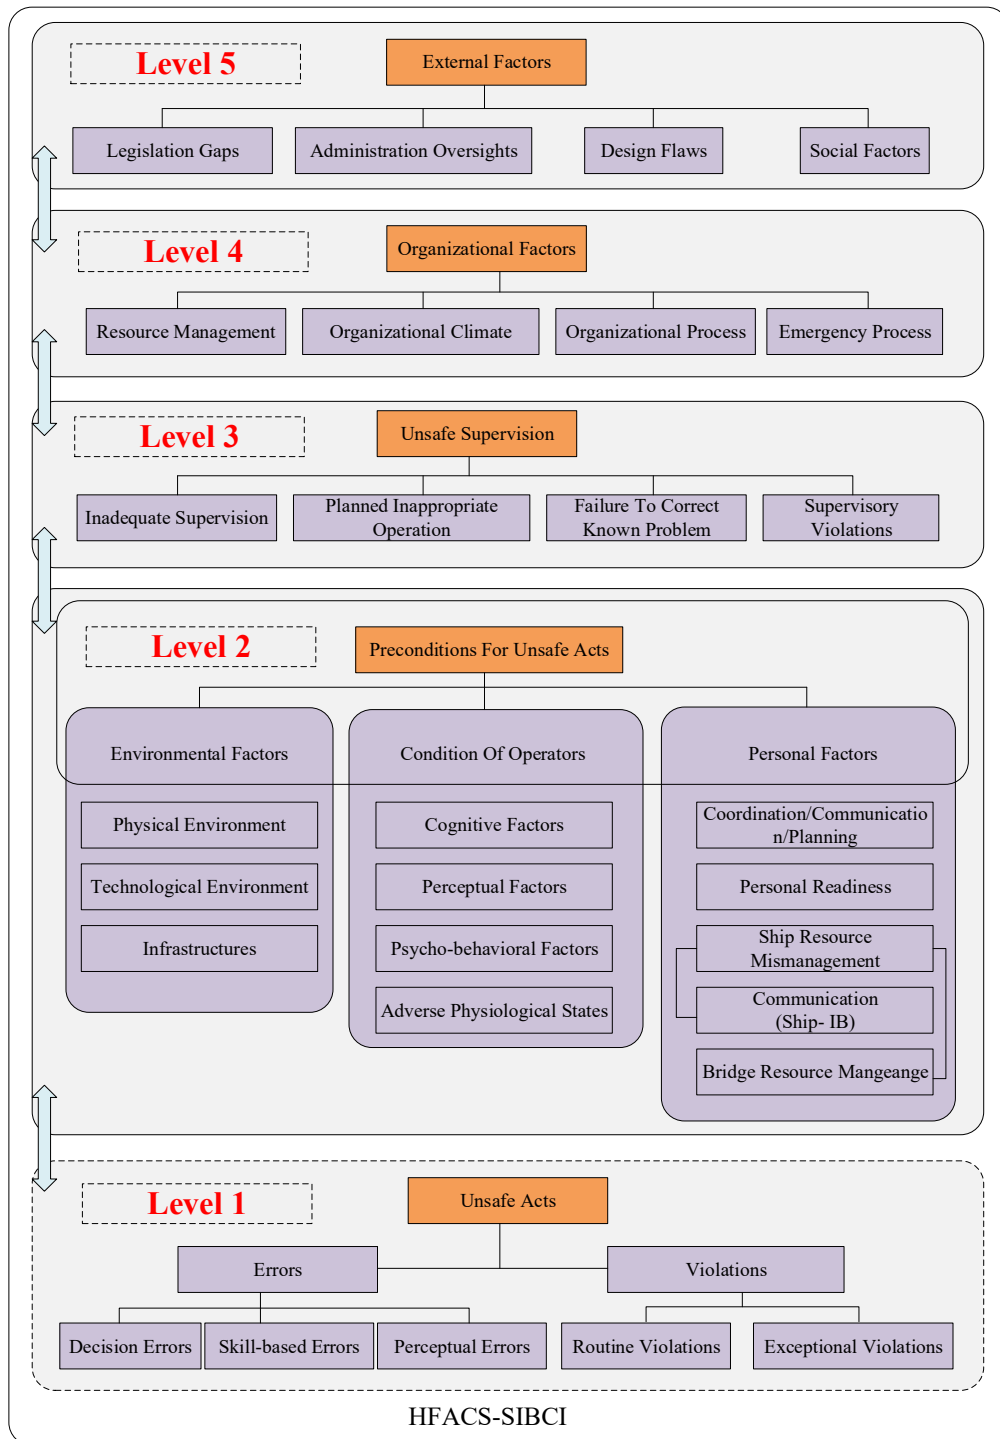 Level 5
External Factors
Legislation Gaps
Administration Oversights
Design Flaws
Social Factors
Level 4
Organizational Factors
Resource Management
Organizational Climate
Organizational Process
Emergency Process
Level 3
Unsafe Supervision
Inadequate Supervision
Planned Inappropriate
Operation
Failure To Correct
Known Problem
Supervisory
Violations
Level 2
Preconditions For Unsafe Acts
Environmental Factors
Physical Environment
Technological Environment
Infrastructures
Condition Of Operators
Cognitive Factors
Perceptual Factors
Psycho-behavioral Factors
Adverse Physiological States
Personal Factors
Coordination/Communicatio
n/Planning
Personal Readiness
Ship Resource
Mismanagement
Communication
(Ship- IB)
Bridge Resource Mangeange
Level 1
Unsafe Acts
Errors
Violations
Decision Errors
Skill-based Errors
Perceptual Errors
Routine Violations
Exceptional Violations
HFACS-SIBCI